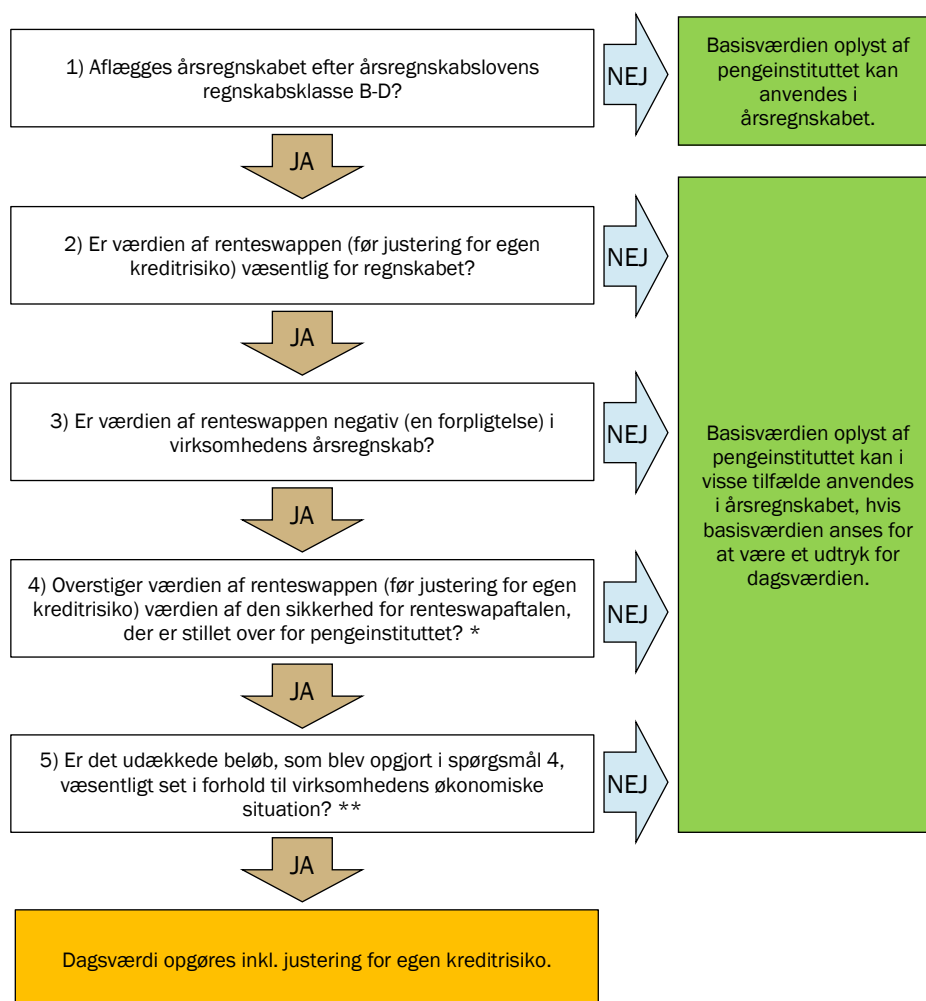 1) Aflægges årsregnskabet efter årsregnskabslovens
regnskabsklasse B-D?
NEJ
Basisværdien oplyst af
pengeinstituttet kan
anvendes i
årsregnskabet.
JA
2) Er værdien af renteswappen (før justering for egen
kreditrisiko) væsentlig for regnskabet?
NEJ
JA
3) Er værdien af renteswappen negativ (en forpligtelse) i
virksomhedens årsregnskab?
NEJ
Basisværdien oplyst af
pengeinstituttet kan i
visse tilfælde anvendes
i årsregnskabet, hvis
basisværdien anses for
at være et udtryk for
dagsværdien.
JA
4) Overstiger værdien af renteswappen (før justering for egen
kreditrisiko) værdien af den sikkerhed for renteswapaftalen,
der er stillet over for pengeinstituttet? *
NEJ
JA
5) Er det udækkede beløb, som blev opgjort i spørgsmål 4,
væsentligt set i forhold til virksomhedens økonomiske
situation? **
NEJ
JA
Dagsværdi opgøres inkl. justering for egen kreditrisiko.